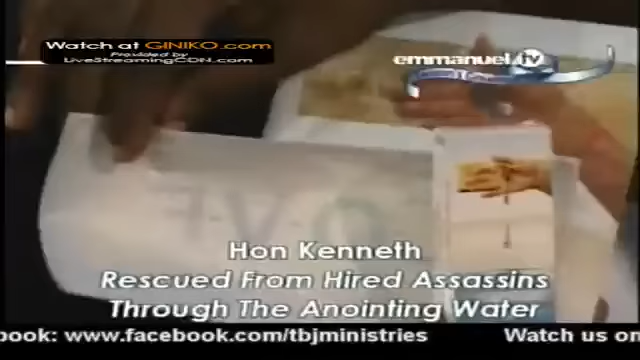 Watch at GINIKO.com
Provided by
LiveStreamingCDN.com
emmanuel tv
Hon Kenneth
Rescued From Hired Assassins
Through The Anointing Water
book: www.facebook.com/tbjministries Watch us on